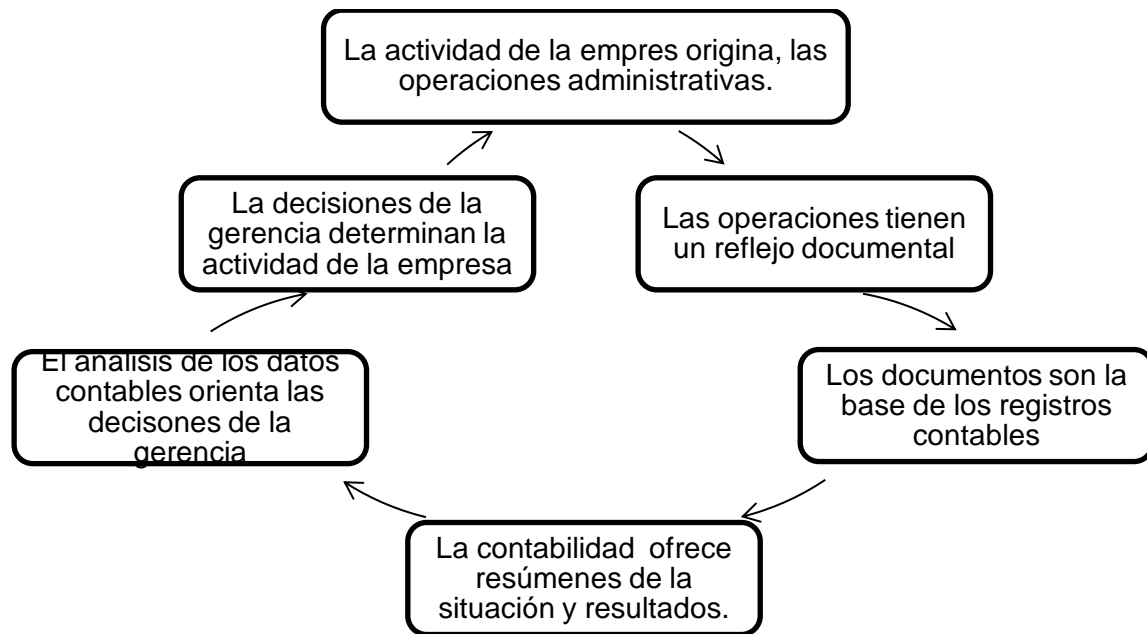 La actividad de la empres origina, las
operaciones administrativas.
Las operaciones tienen
un reflejo documental
Los documentos son la
base de los registros
contables
La contabilidad  ofrece
resúmenes de la
situación y resultados.
El análisis de los datos
contables orienta las
decisones de la
gerencia
La decisiones de la
gerencia determinan la
actividad de la empresa